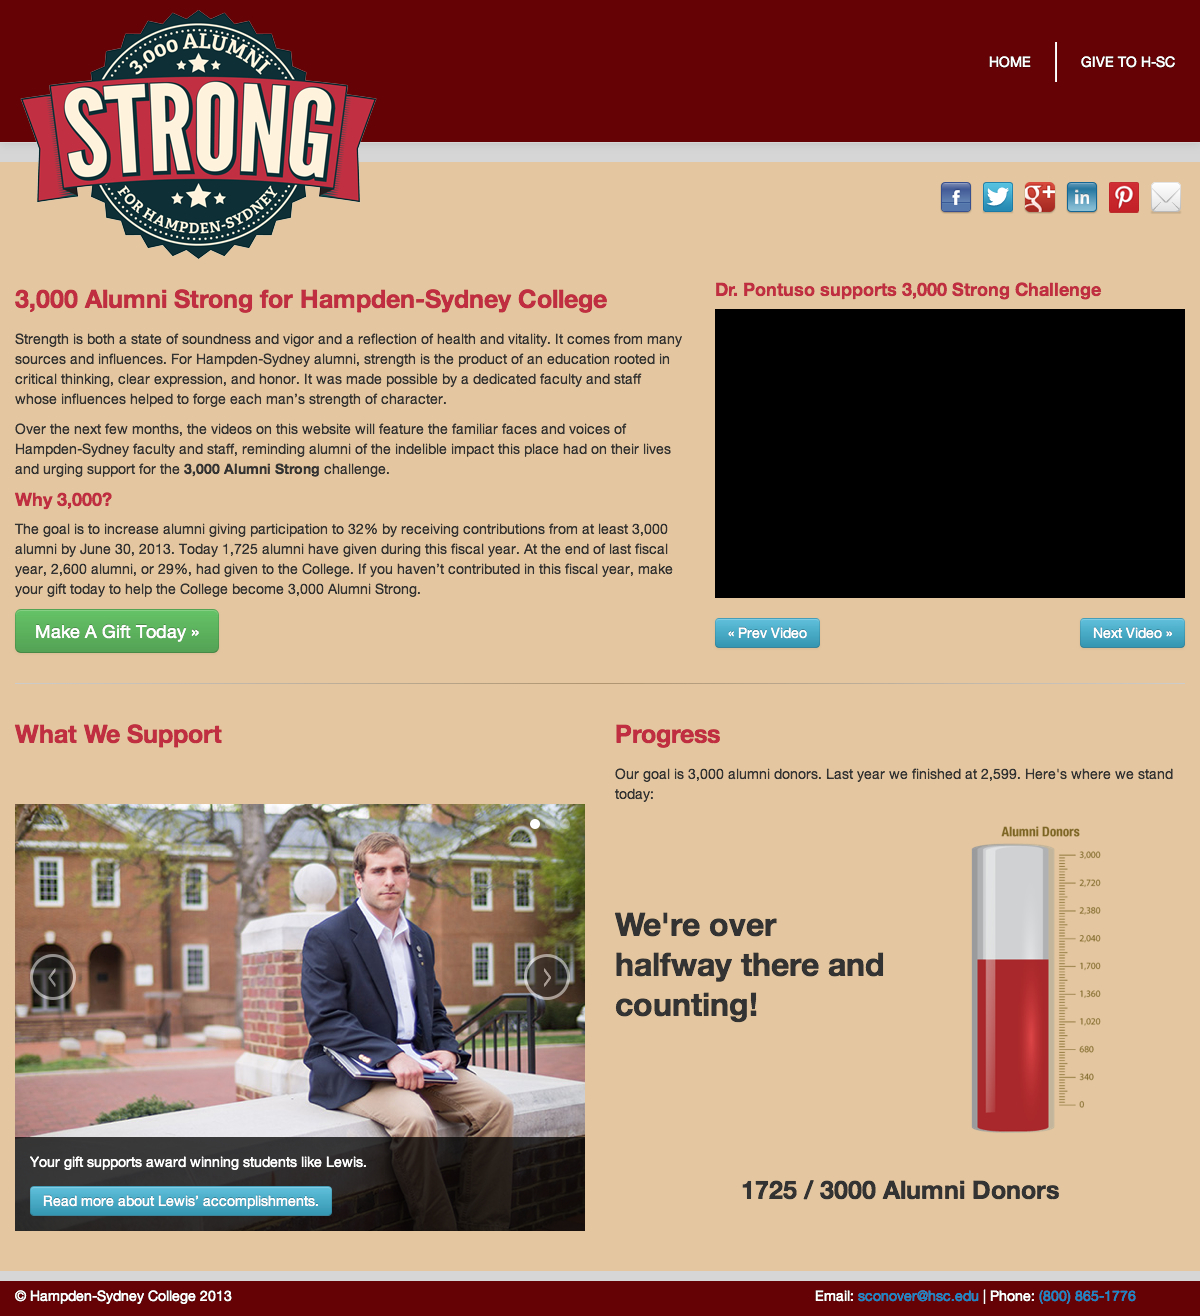 3,000 ALUMNI
STRONG
FOR HAMPDEN-SYDNEY
HOME
GIVE TO H-SC
3,000 Alumni Strong for Hampden-Sydney College
Strength is both a state of soundness and vigor and a reflection of health and vitality. It comes from many
sources and influences. For Hampden-Sydney alumni, strength is the product of an education rooted in
critical thinking, clear expression, and honor. It was made possible by a dedicated faculty and staff
whose influences helped to forge each man’s strength of character.
Over the next few months, the videos on this website will feature the familiar faces and voices of
Hampden-Sydney faculty and staff, reminding alumni of the indelible impact this place had on their lives
and urging support for the 3,000 Alumni Strong challenge.
Why 3,000?
The goal is to increase alumni giving participation to 32% by receiving contributions from at least 3,000
alumni by June 30, 2013. Today 1,725 alumni have given during this fiscal year. At the end of last fiscal
year, 2,600 alumni, or 29%, had given to the College. If you haven’t contributed in this fiscal year, make
your gift today to help the College become 3,000 Alumni Strong.
Make A Gift Today »
Dr. Pontuso supports 3,000 Strong Challenge
« Prev Video
Next Video »
What We Support
Your gift supports award winning students like Lewis.
Read more about Lewis’ accomplishments.
Progress
Our goal is 3,000 alumni donors. Last year we finished at 2,599. Here's where we stand
today:
We're over
halfway there and
counting!
Alumni Donors
3,000
2,720
2,380
2,040
1,700
1,360
1,020
680
340
0
1725 / 3000 Alumni Donors
© Hampden-Sydney College 2013
Email: sconover@hsc.edu | Phone: (800) 865-1776